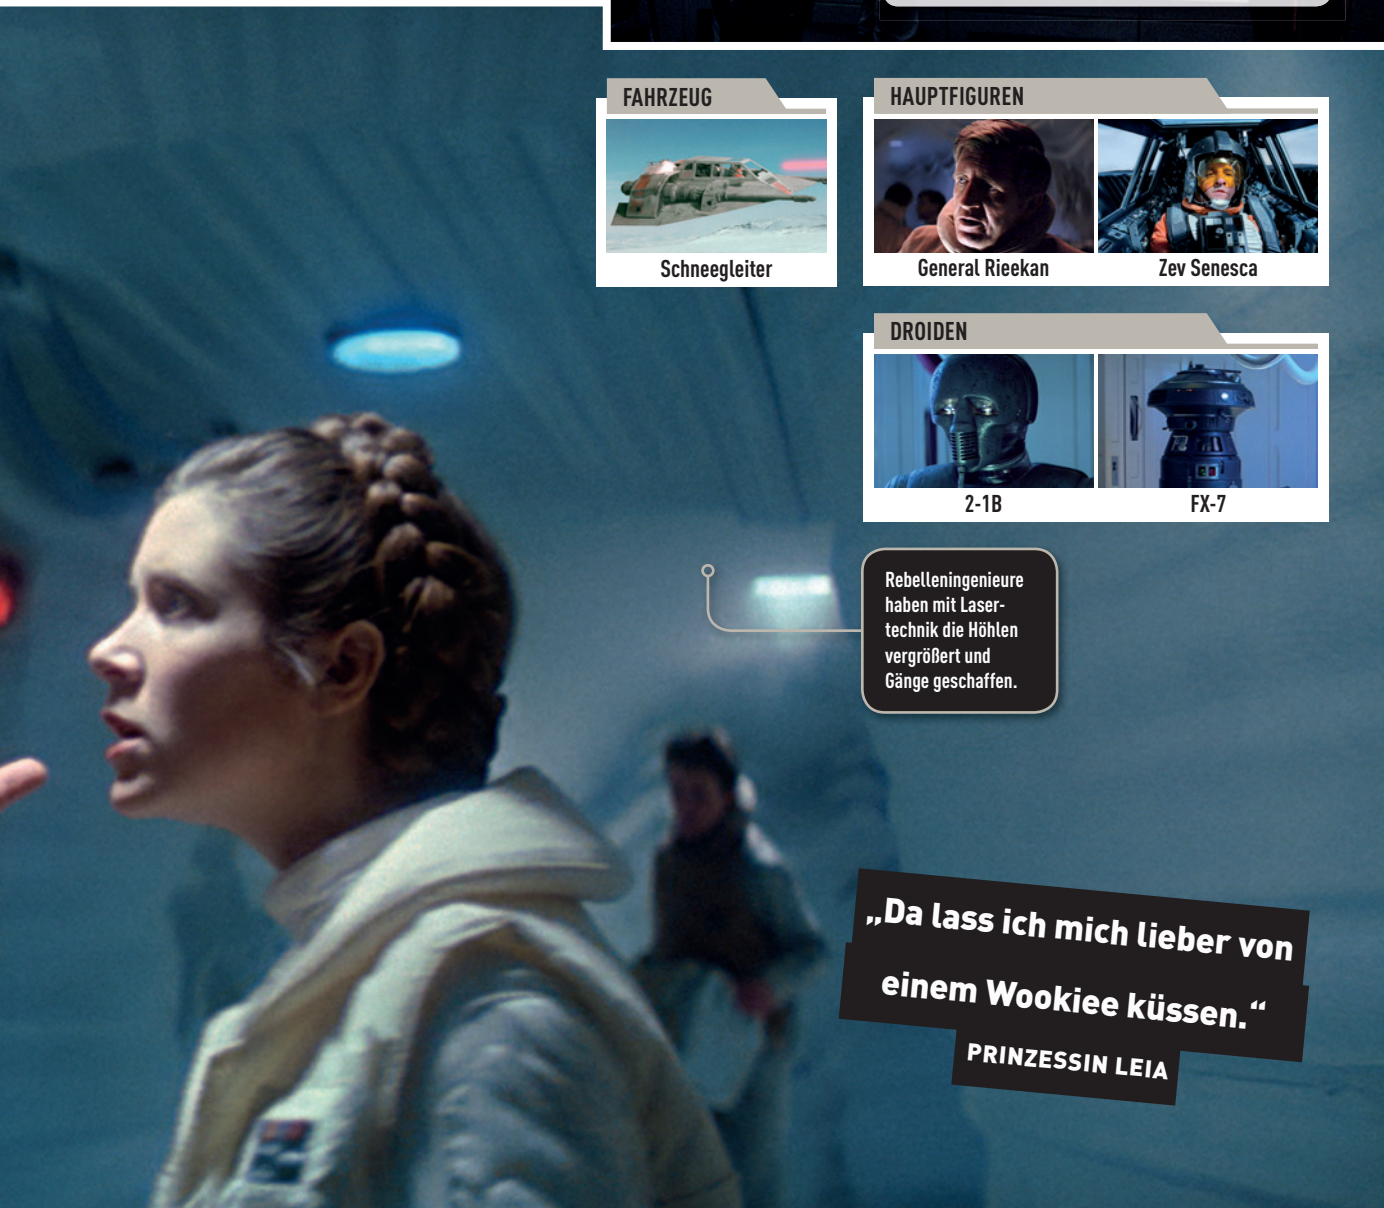 FAHRZEUG
Schneegleiter
HAUPTFIGUREN
General Rieekan
Zev Senesca
DROIDEN
2-1B
FX-7
Rebelleningenieure
haben mit Laser-
technik die Höhlen
vergrößert und
Gänge geschaffen.
„Da lass ich mich lieber von
einem Wookiee küssen.“
PRINZESSIN LEIA